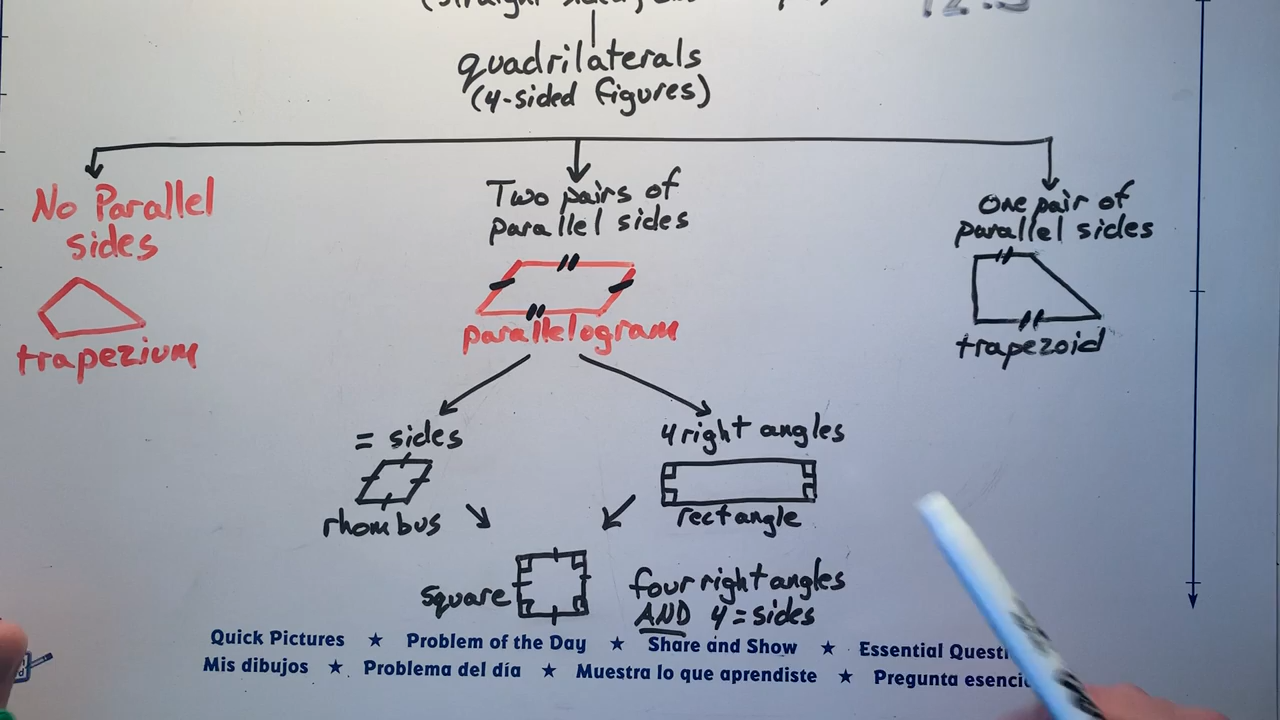 quadrilaterals
(4-sided figures)
No Parallel
sides
trapezium
Two pairs of
parallel sides
parallelogram
One pair of
parallel sides
trapezoid
= sides
rhombus
4 right angles
rectangle
square
four right angles
AND 4 = sides
Quick Pictures ★ Problem of the Day ★ Share and Show ★ Essential
Mis dibujos ★ Problema del día ★ Muestra lo que aprendiste ★ Pregunta